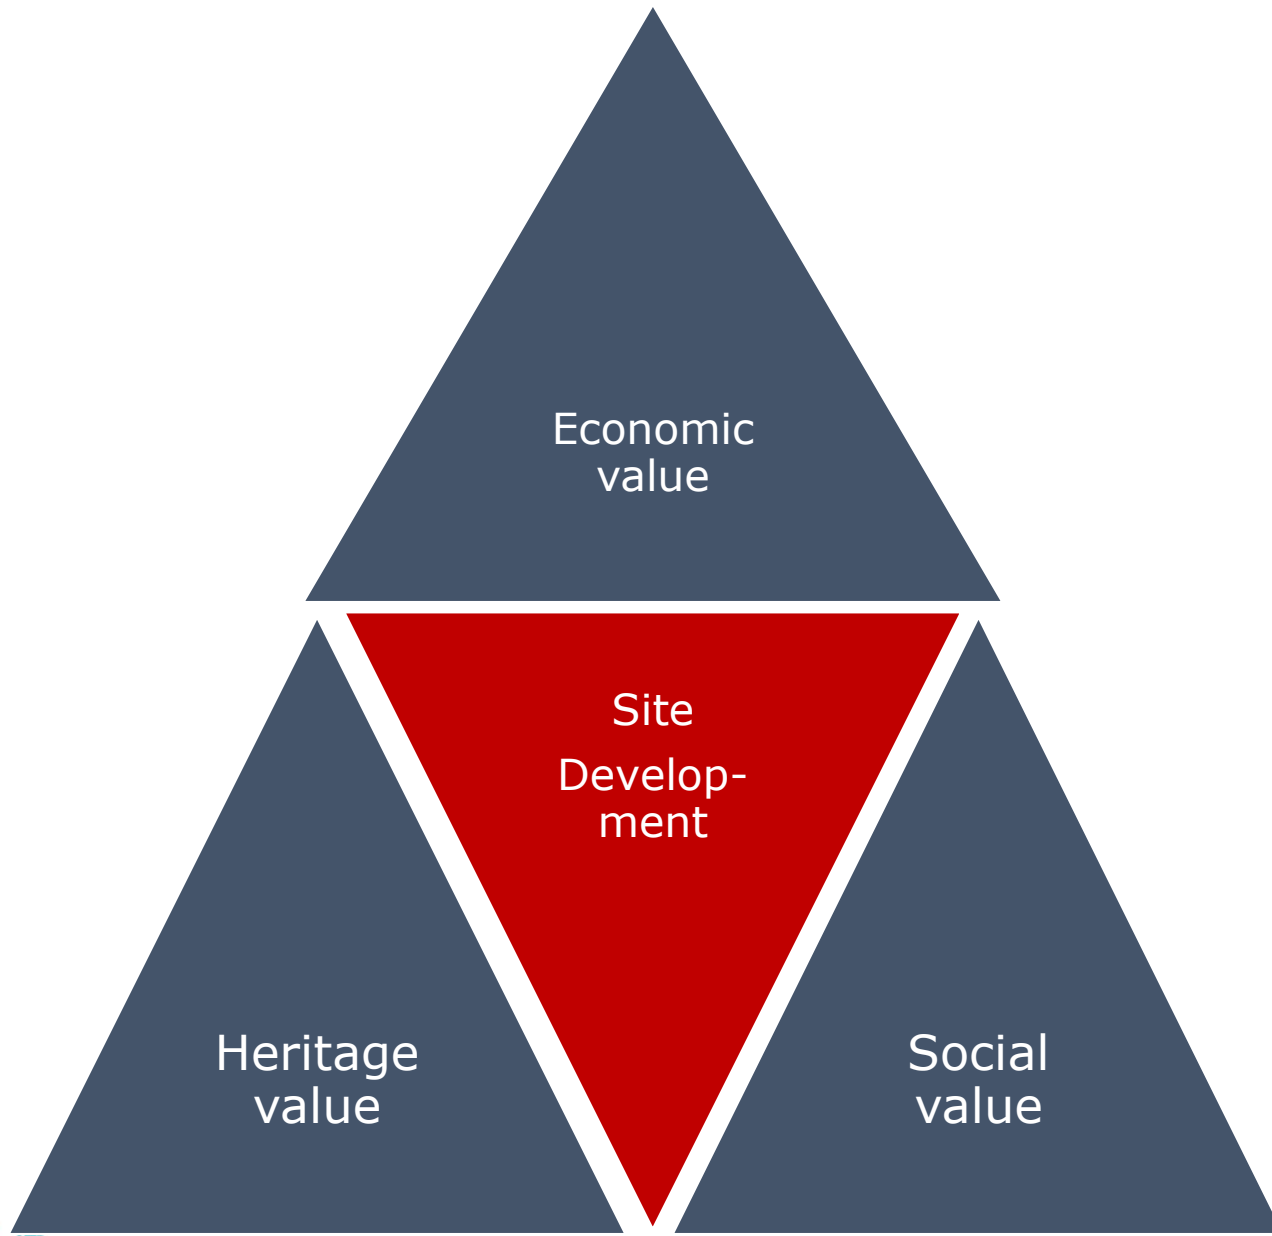 Economic
value
Site
Develop-
ment
Heritage
value
Social
value